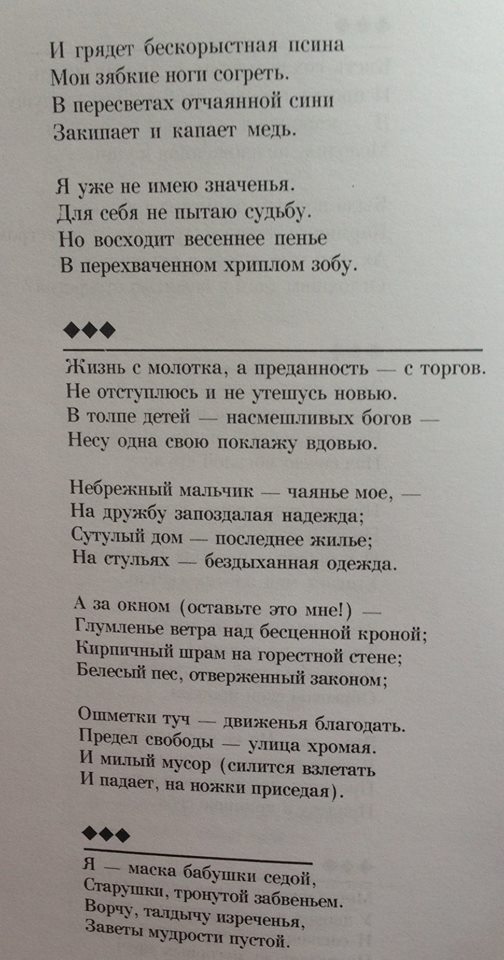 И грядет бескорыстная псина
Мои зябкие ноги согреть.
В пересветах отчаянной сини
Закипает и капает медь.
Я уже не имею значенья.
Для себя не пытаю судьбу.
Но восходит весеннее пенье
В перехваченном хриплом зобу.
◆◆◆
Жизнь с молотка, а преданность — с торгов.
Не отступлюсь и не утешусь новью.
В толпе детей — насмешливых богов —
Несу одна свою поклажу вдовью.
Небрежный мальчик — чаянье мое, —
На дружбу запоздалая надежда;
Сутулый дом — последнее жилье;
На стульях — бездыханная одежда.
А за окном (оставьте это мне!) —
Глумленье ветра над бесценной кроной;
Кирпичный шрам на горестной стене;
Белесый пес, отверженный законом;
Ошметки туч — движенья благодать.
Предел свободы — улица хромая.
И милый мусор (силится взлетать
И падает, на ножки приседая).
◆◆◆
Я — маска бабушки седой,
Старушки, тронутой забвеньем.
Ворчу, талдычу изреченья,
Заветы мудрости пустой.